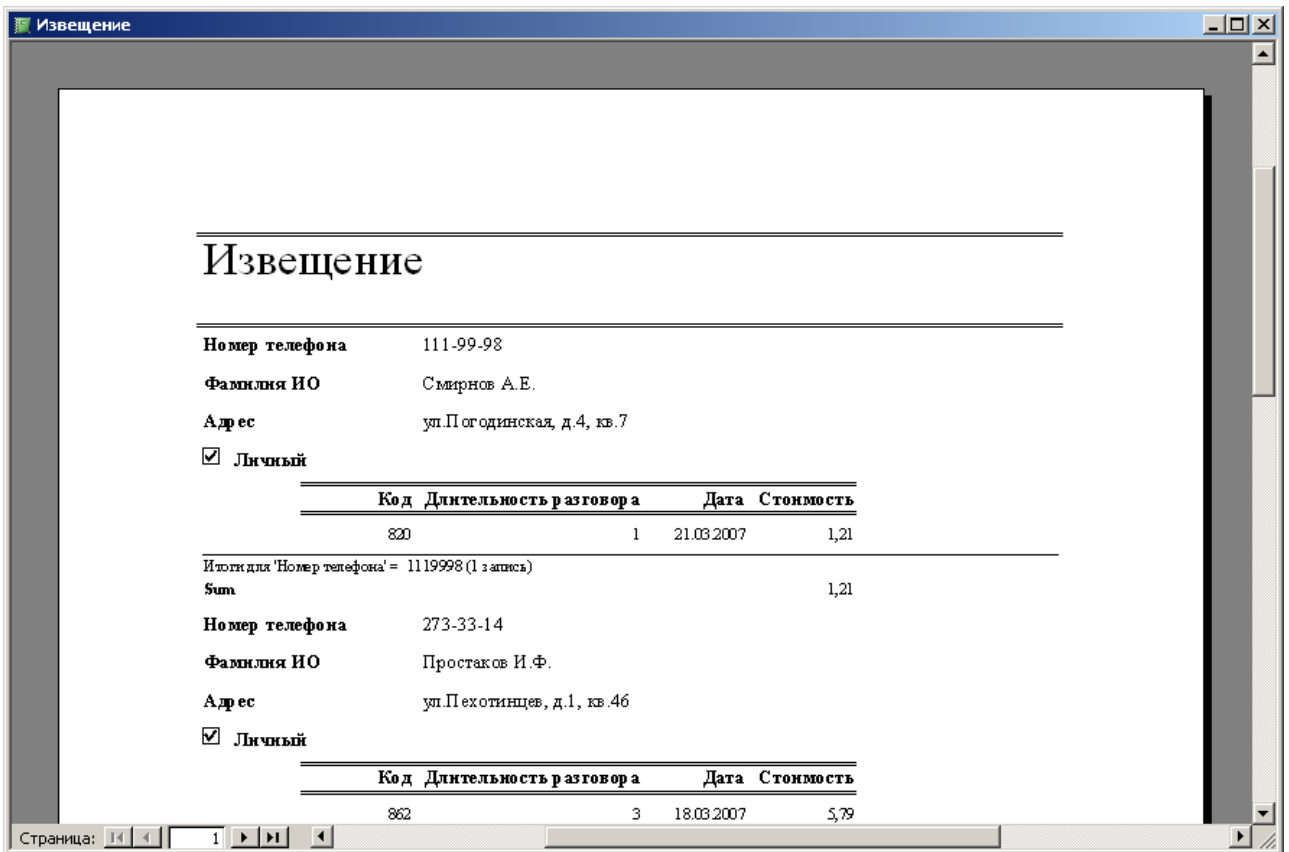 Извещение
Извещение
Номер телефона 111-99-98
Фамилия ИО Смирнов А.Е.
Адрес ул.Погодинская, д.4, кв.7
Личный
Код Длительность разговора Дата Стоимость
820 1 21.03.2007 1,21
Итоги для 'Номер телефона' = 1119998 (1 запись)
Sum 1,21
Номер телефона 273-33-14
Фамилия ИО Простаков И.Ф.
Адрес ул.Пехотинцев, д.1, кв.46
Личный
Код Длительность разговора Дата Стоимость
862 3 18.03.2007 5,79
Страница: 1